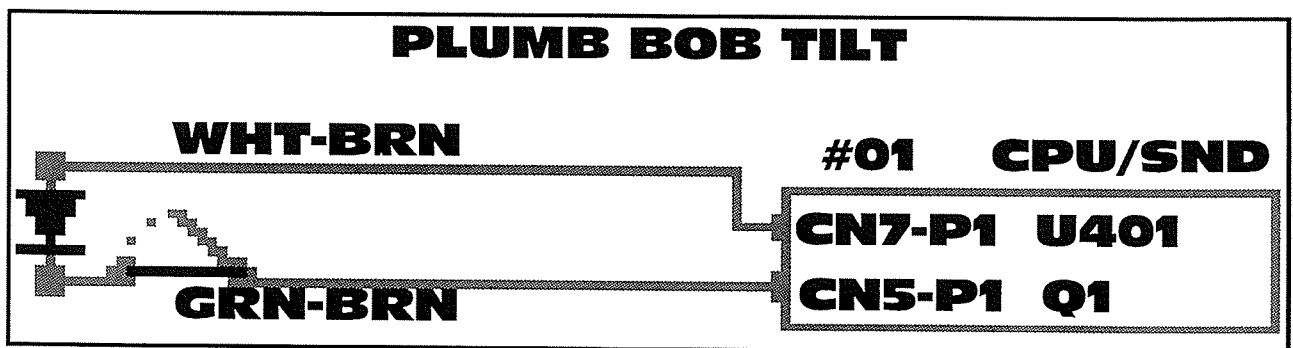 PLUMB BOB TILT
WHT-BRN
#01 CPU/SND
CN7-P1 U401
CN5-P1 Q1
GRN-BRN